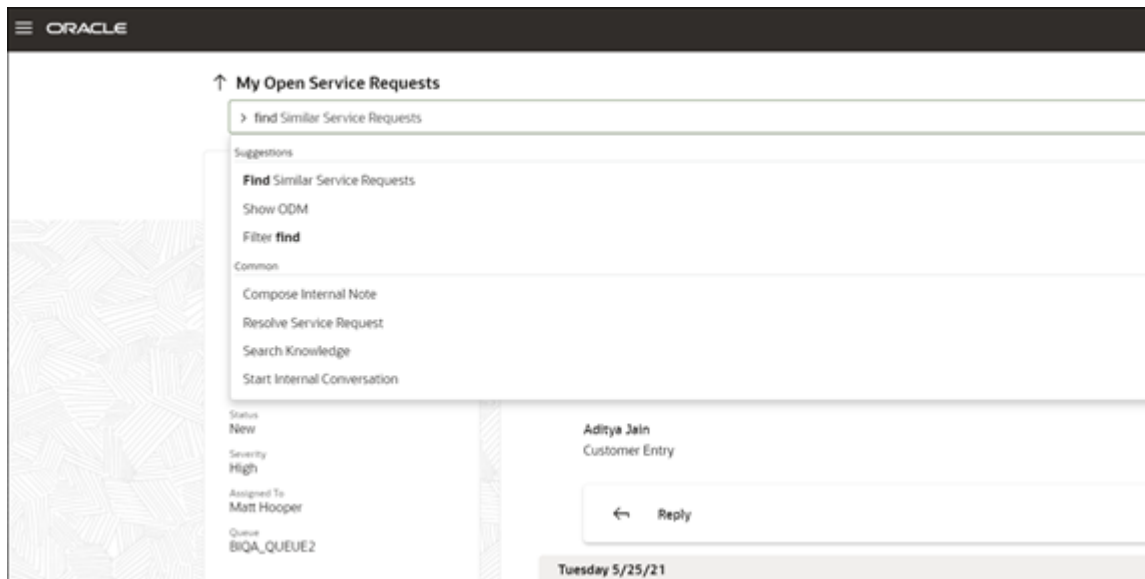 ORACLE
My Open Service Requests
> find Similar Service Requests
Suggestions
Find Similar Service Requests
Show ODM
Filter find
Common
Compose Internal Note
Resolve Service Request
Search Knowledge
Start Internal Conversation
Status
New
Severity
High
Assigned To
Matt Hooper
Queue
BIQA_QUEUE2
Aditya Jain
Customer Entry
Reply
Tuesday 5/25/21